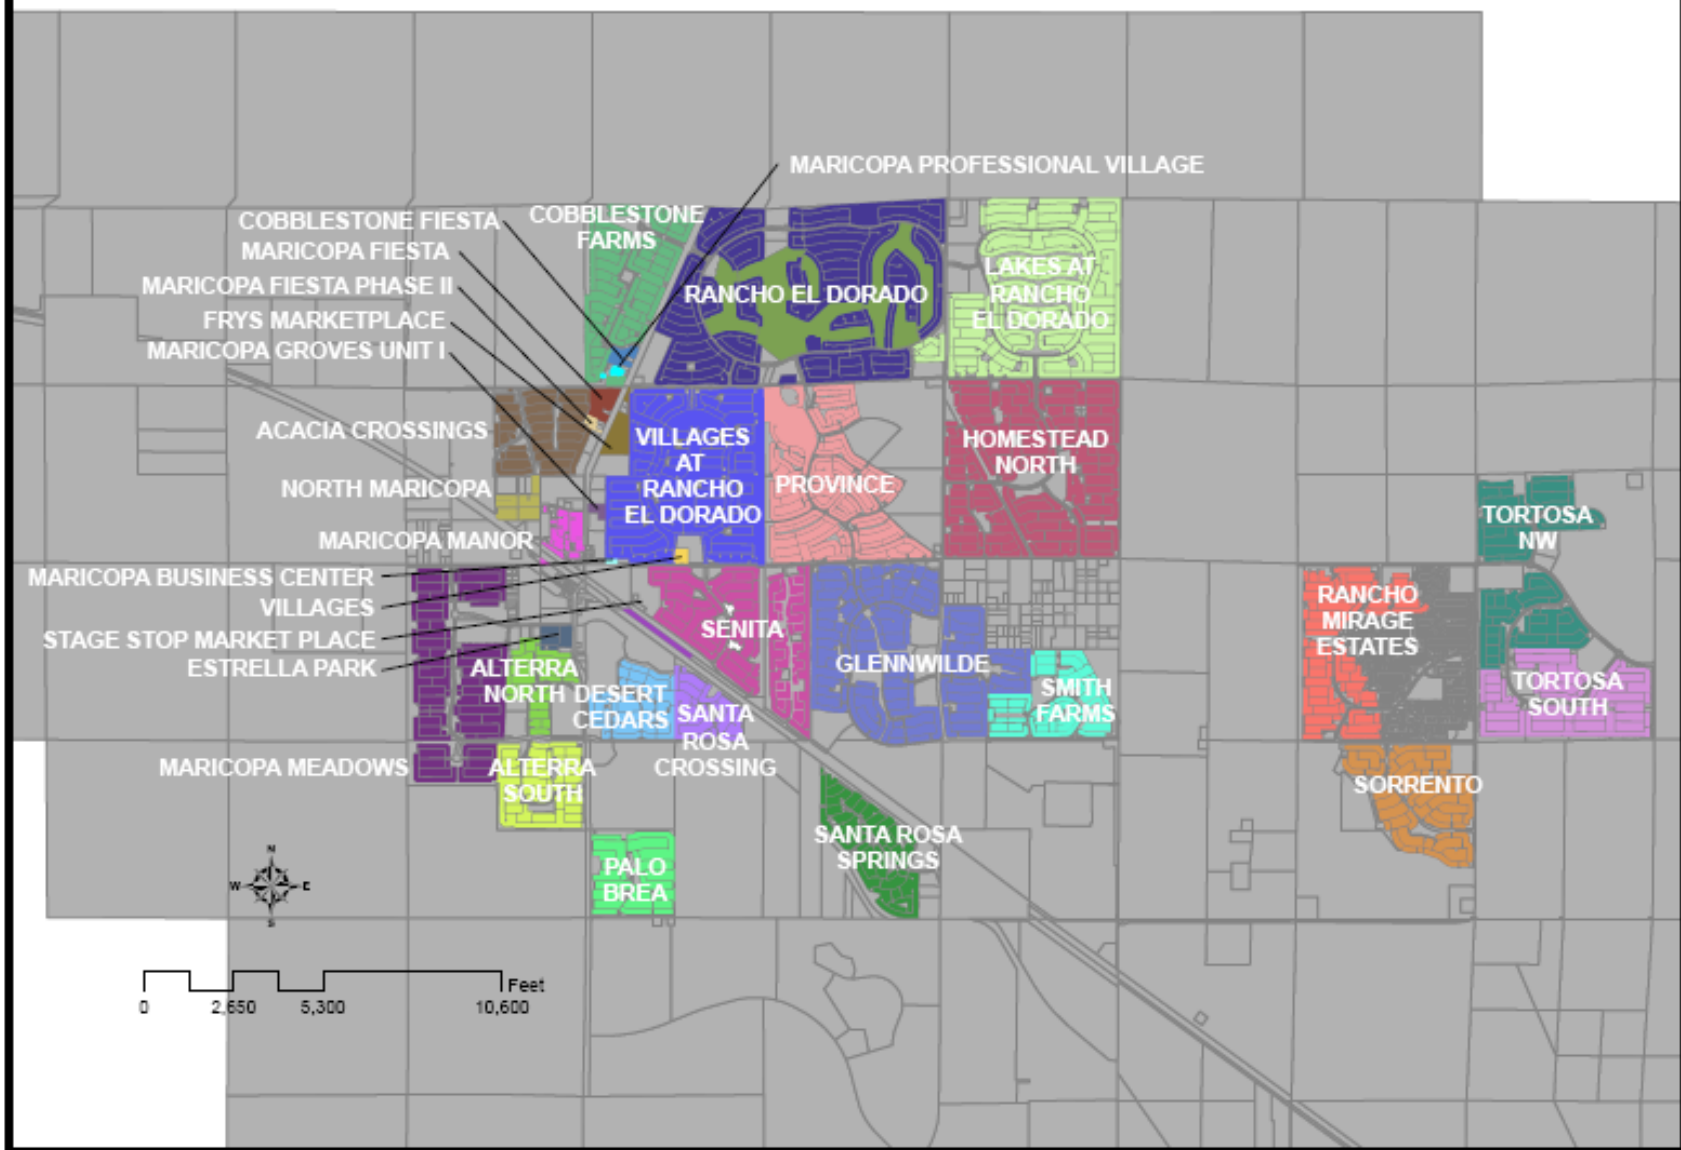 MARICOPA PROFESSIONAL VILLAGE
COBBLESTONE FIESTA
COBBLESTONE
FARMS
MARICOPA FIESTA
MARICOPA FIESTA PHASE II
FRYS MARKETPLACE
MARICOPA GROVES UNIT I
RANCHO EL DORADO
LAKES AT
RANCHO
EL DORADO
ACACIA CROSSINGS
VILLAGES
AT
RANCHO
EL DORADO
HOMESTEAD
NORTH
PROVINCE
NORTH MARICOPA
MARICOPA MANOR
TORTOSA
NW
MARICOPA BUSINESS CENTER
VILLAGES
STAGE STOP MARKET PLACE
ESTRELLA PARK
SENITA
RANCHO
MIRAGE
ESTATES
ALTERRA
NORTH
DESERT
CEDARS
GLENNWILDE
SMITH
FARMS
TORTOSA
SOUTH
SANTA
ROSA
CROSSING
MARICOPA MEADOWS
ALTERRA
SOUTH
SORRENTO
SANTA ROSA
SPRINGS
PALO
BREA
N
W
E
S
Feet
0
2,650
5,300
10,600